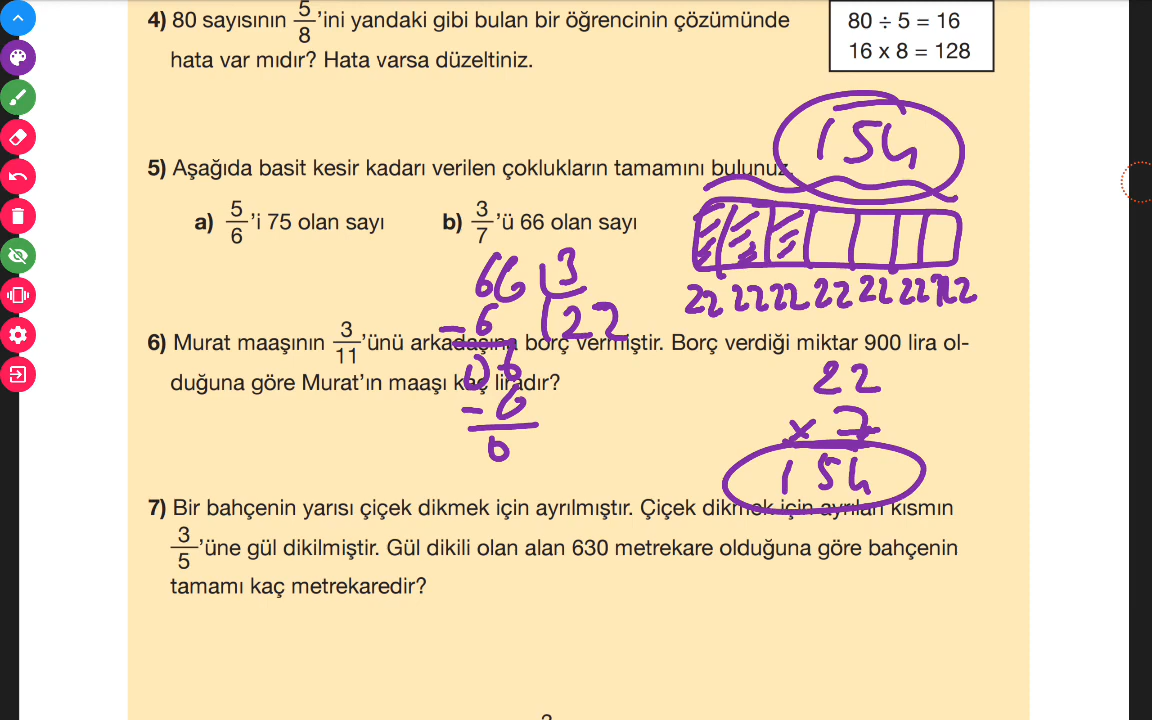 4) 80 sayısının 5/8 'ini yandaki gibi bulan bir öğrencinin çözümünde
hata var mıdır? Hata varsa düzeltiniz.
80 ÷ 5 = 16
16 x 8 = 128
154
5) Aşağıda basit kesir kadarı verilen çoklukların tamamını bulunuz.
a) 5/6 'i 75 olan sayı b) 3/7 'ü 66 olan sayı
22 22 22 22 22 22 22
66 3
- 6 22
06
- 6
0
6) Murat maaşının 3/11 'ünü arkadaşına borç vermiştir. Borç verdiği miktar 900 lira ol-
duğuna göre Murat'ın maaşı kaç liradır?
22
x 7
154
7) Bir bahçenin yarısı çiçek dikmek için ayrılmıştır. Çiçek dikmek için ayrılan kısmın
3/5 'üne gül dikilmiştir. Gül dikili olan alan 630 metrekare olduğuna göre bahçenin
tamamı kaç metrekaredir?